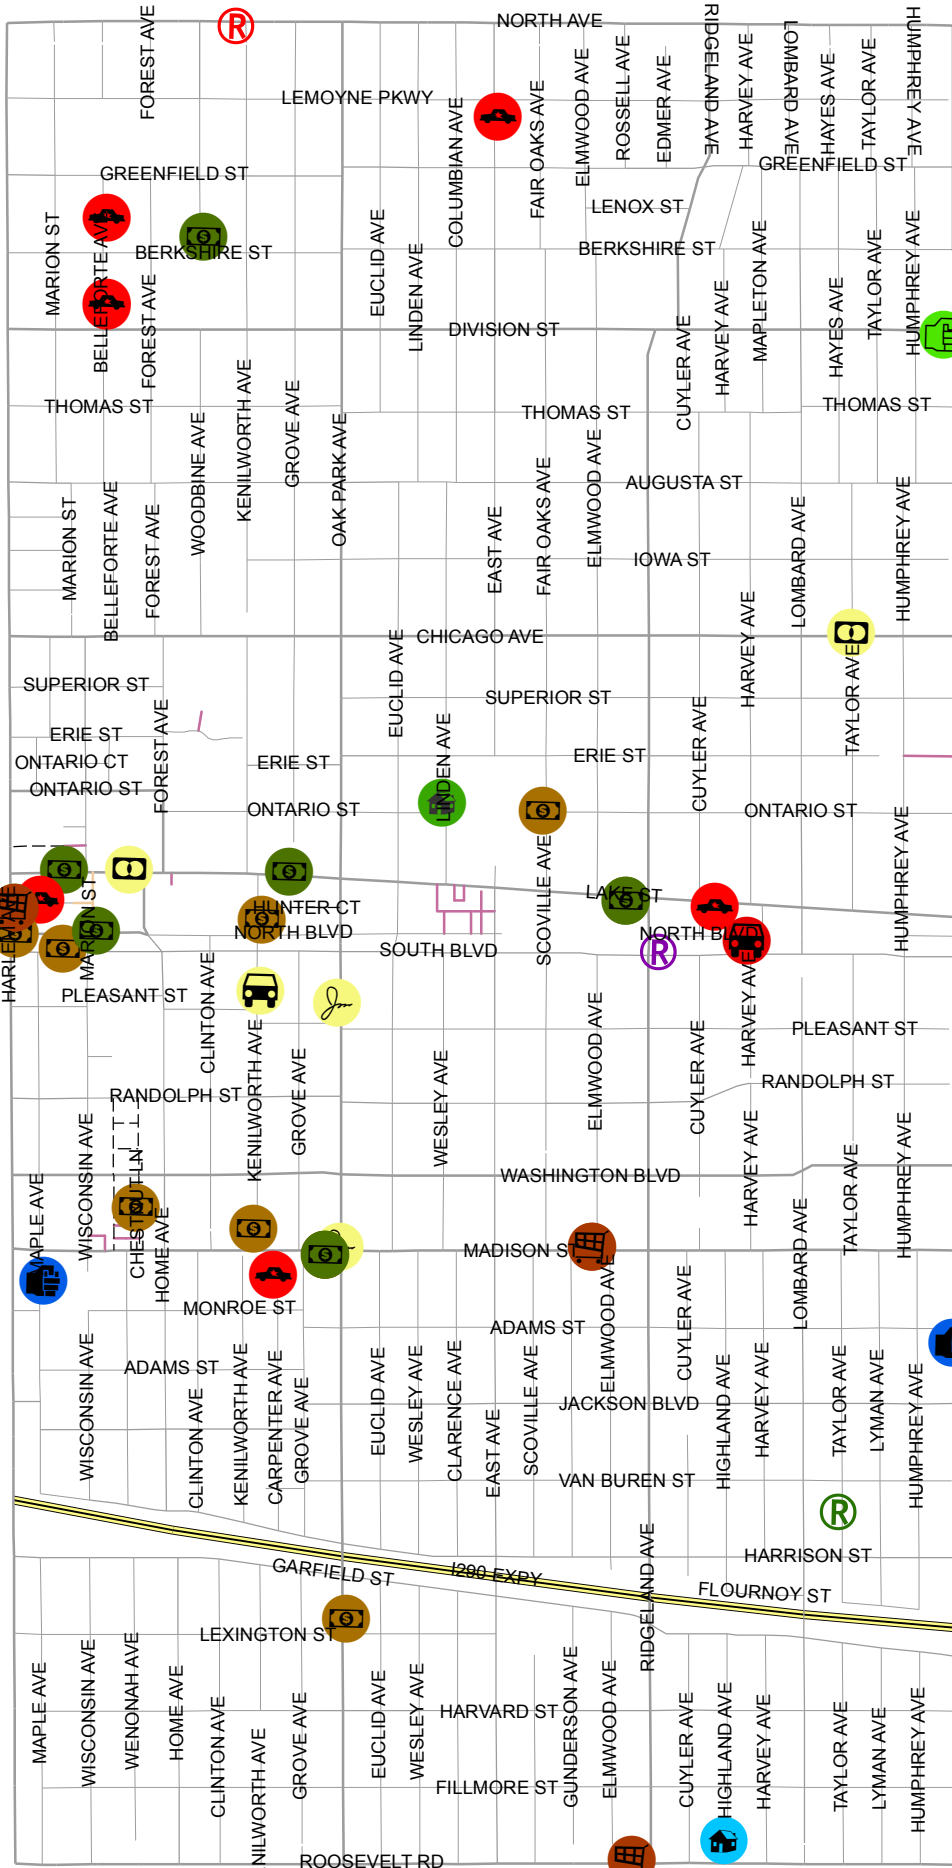 NORTH AVE
FOREST AVE
®
LEMOYNE PKWY
COLUMBIAN AVE
FAIR OAKS AVE
ELMWOOD AVE
ROSSELL AVE
EDMER AVE
RIDGELAND AVE
HARVEY AVE
LOMBARD AVE
HAYES AVE
TAYLOR AVE
HUMPHREY AVE
GREENFIELD ST
GREENFIELD ST
LENOX ST
BERKSHIRE ST
BERKSHIRE ST
MARION ST
BELLEFORTE AVE
FOREST AVE
EUCLID AVE
LINDEN AVE
CUYLER AVE
HARVEY AVE
MAPLETON AVE
HAYES AVE
TAYLOR AVE
HUMPHREY AVE
DIVISION ST
THOMAS ST
THOMAS ST
THOMAS ST
WOODBINE AVE
KENILWORTH AVE
GROVE AVE
OAK PARK AVE
AUGUSTA ST
MARION ST
BELLEFORTE AVE
FOREST AVE
EAST AVE
FAIR OAKS AVE
ELMWOOD AVE
IOWA ST
LOMBARD AVE
HUMPHREY AVE
CHICAGO AVE
HARVEY AVE
EUCLID AVE
SUPERIOR ST
SUPERIOR ST
FOREST AVE
ERIE ST
ERIE ST
ERIE ST
ONTARIO CT
ONTARIO ST
ONTARIO ST
ONTARIO ST
LINDEN AVE
CUYLER AVE
TAYLOR AVE
HUMPHREY AVE
SCOVILLE AVE
LAKE ST
HUNTER CT
NORTH BLVD
NORTH BLVD
SOUTH BLVD
HARLEM AVE
MARION ST
®
PLEASANT ST
PLEASANT ST
CLINTON AVE
KENILWORTH AVE
GROVE AVE
WESLEY AVE
ELMWOOD AVE
CUYLER AVE
HARVEY AVE
RANDOLPH ST
RANDOLPH ST
WASHINGTON BLVD
MAPLE AVE
WISCONSIN AVE
CHESTNUT LN
HOME AVE
HARVEY AVE
LOMBARD AVE
TAYLOR AVE
HUMPHREY AVE
MADISON ST
MONROE ST
ADAMS ST
ADAMS ST
ELMWOOD AVE
CUYLER AVE
WISCONSIN AVE
CLINTON AVE
KENILWORTH AVE
CARPENTER AVE
GROVE AVE
EUCLID AVE
WESLEY AVE
CLARENCE AVE
EAST AVE
SCOVILLE AVE
JACKSON BLVD
HIGHLAND AVE
HARVEY AVE
TAYLOR AVE
LYMAN AVE
HUMPHREY AVE
VAN BUREN ST
®
HARRISON ST
GARFIELD ST
I290 EXPY
FLOURNOY ST
RIDGELAND AVE
LEXINGTON ST
MAPLE AVE
WISCONSIN AVE
WENONAH AVE
HOME AVE
CLINTON AVE
NILWORTH AVE
GROVE AVE
EUCLID AVE
WESLEY AVE
HARVARD ST
GUNDERSON AVE
ELMWOOD AVE
CUYLER AVE
HIGHLAND AVE
HARVEY AVE
TAYLOR AVE
LYMAN AVE
HUMPHREY AVE
FILLMORE ST
ROOSEVELT RD